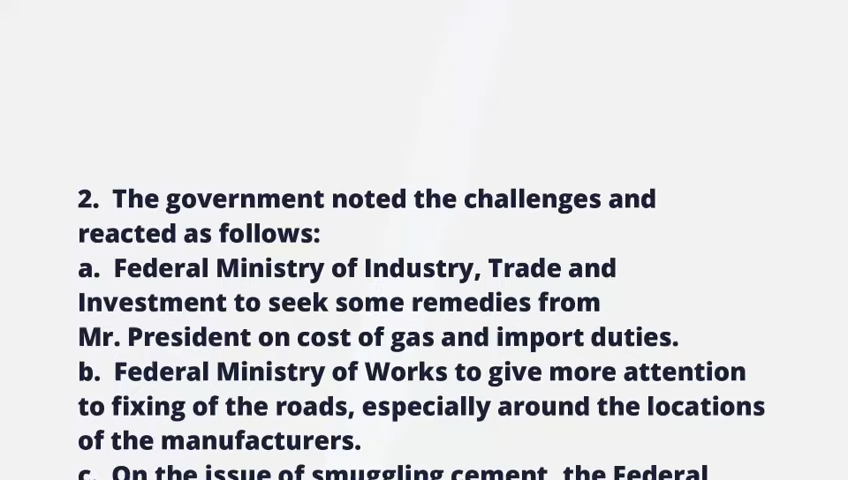 2. The government noted the challenges and
reacted as follows:
a. Federal Ministry of Industry, Trade and
Investment to seek some remedies from
Mr. President on cost of gas and import duties.
b. Federal Ministry of Works to give more attention
to fixing of the roads, especially around the locations
of the manufacturers.
c. On the issue of smuggling cement, the Federal